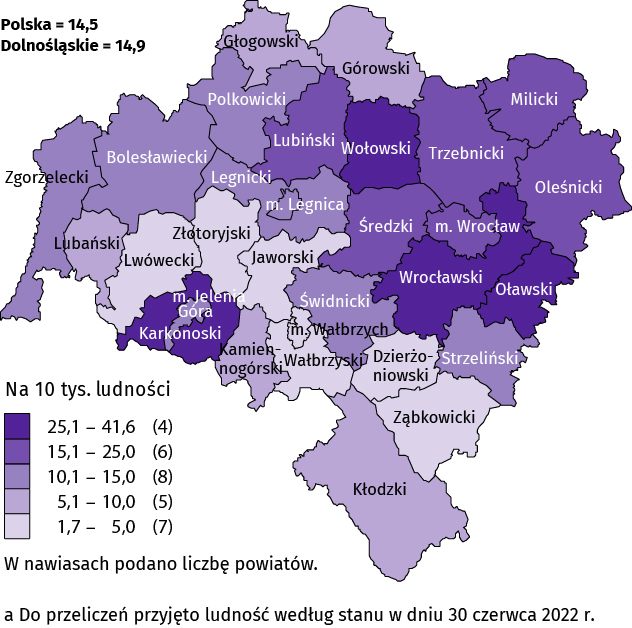 Polska = 14,5
Dolnośląskie = 14,9
Głogowski
Górowski
Polkowicki
Milicki
Lubiński
Wołowski
Trzebnicki
Bolesławiecki
Zgorzelecki
Legnicki
Oleśnicki
m. Legnica
Średzki
m. Wrocław
Lubański
Złotoryjski
Lwówecki
Jaworski
Wrocławski
Oławski
m. Jelenia
Góra
Świdnicki
Karkonoski
m. Wałbrzych
Kamien-
nogórski
Wałbrzyski
Dzierżo-
niowski
Strzeliński
Na 10 tys. ludności
Ząbkowicki
25,1 – 41,6 (4)
15,1 – 25,0 (6)
10,1 – 15,0 (8)
5,1 – 10,0 (5)
1,7 – 5,0 (7)
Kłodzki
W nawiasach podano liczbę powiatów.
a Do przeliczeń przyjęto ludność według stanu w dniu 30 czerwca 2022 r.